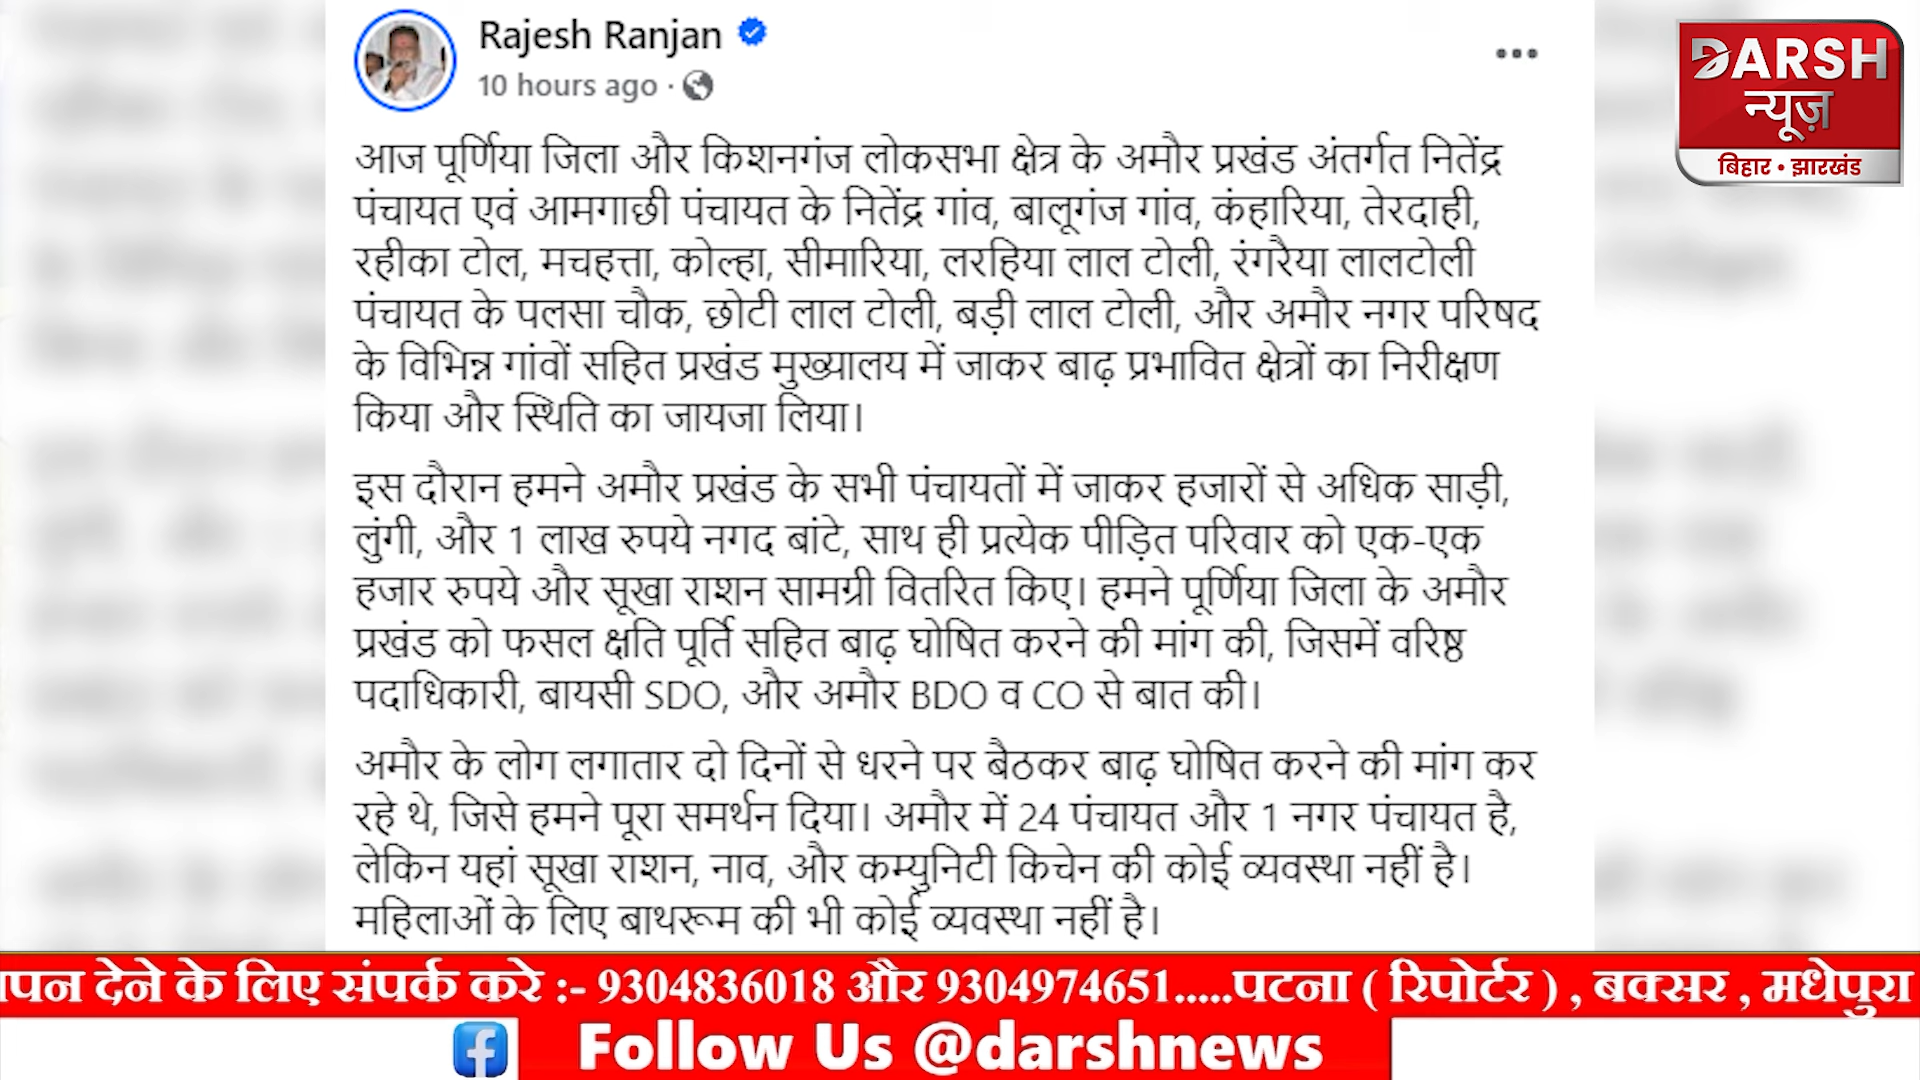 Rajesh Ranjan
10 hours ago ·
DARSH
न्यूज़
बिहार • झारखंड
आज पूर्णिया जिला और किशनगंज लोकसभा क्षेत्र के अमौर प्रखंड अंतर्गत नितेंद्र
पंचायत एवं आमगाछी पंचायत के नितेंद्र गांव, बालूगंज गांव, कंहारिया, तेरदाही,
रहीका टोल, मचहत्ता, कोल्हा, सीमारिया, लरहिया लाल टोली, रंगरैया लालटोली
पंचायत के पलसा चौक, छोटी लाल टोली, बड़ी लाल टोली, और अमौर नगर परिषद
के विभिन्न गांवों सहित प्रखंड मुख्यालय में जाकर बाढ़ प्रभावित क्षेत्रों का निरीक्षण
किया और स्थिति का जायजा लिया।
इस दौरान हमने अमौर प्रखंड के सभी पंचायतों में जाकर हजारों से अधिक साड़ी,
लुंगी, और 1 लाख रुपये नगद बांटे, साथ ही प्रत्येक पीड़ित परिवार को एक-एक
हजार रुपये और सूखा राशन सामग्री वितरित किए। हमने पूर्णिया जिला के अमौर
प्रखंड को फसल क्षति पूर्ति सहित बाढ़ घोषित करने की मांग की, जिसमें वरिष्ठ
पदाधिकारी, बायसी SDO, और अमौर BDO व CO से बात की।
अमौर के लोग लगातार दो दिनों से धरने पर बैठकर बाढ़ घोषित करने की मांग कर
रहे थे, जिसे हमने पूरा समर्थन दिया। अमौर में 24 पंचायत और 1 नगर पंचायत है,
लेकिन यहां सूखा राशन, नाव, और कम्युनिटी किचेन की कोई व्यवस्था नहीं है।
महिलाओं के लिए बाथरूम की भी कोई व्यवस्था नहीं है।
ापन देने के लिए संपर्क करे :- 9304836018 और 9304974651.....पटना ( रिपोर्टर ) , बक्सर , मधेपुरा
Follow Us @darshnews